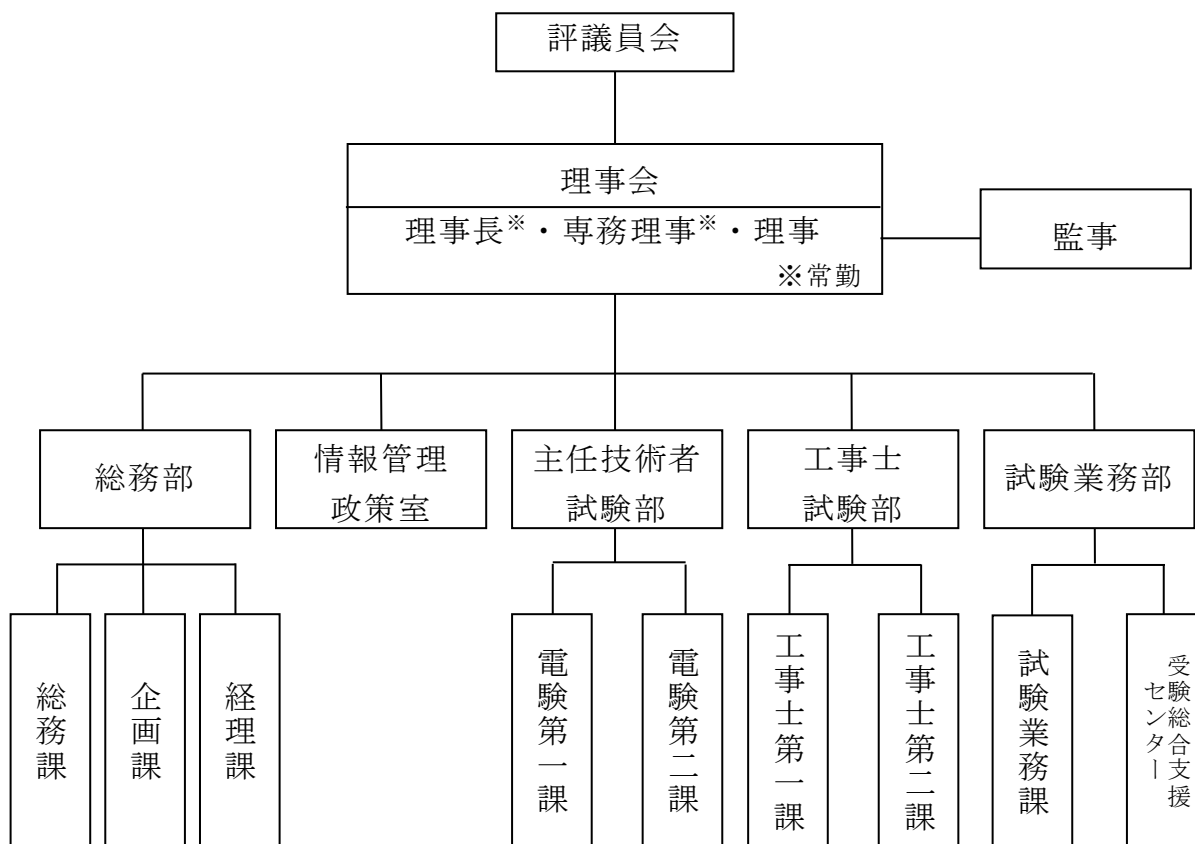 評議員会
理事会
理事長※・専務理事※・理事
※常勤
監事
総務部
情報管理
政策室
主任技術者
試験部
工事士
試験部
試験業務部
総務課
企画課
経理課
電験第一課
電験第二課
工事士第一課
工事士第二課
試験業務課
受験総合支援
センター